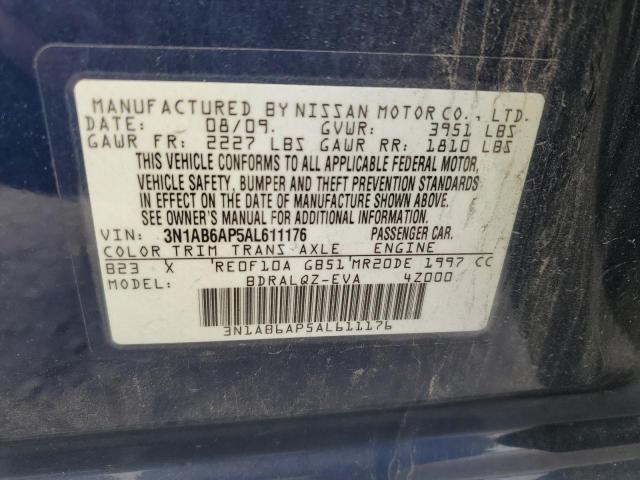 MANUFACTURED BY NISSAN MOTOR CO., LTD.
DATE: 08/09. GVWR: 3951 LBS
GAWR FR: 2227 LBS GAWR RR: 1810 LBS
THIS VEHICLE CONFORMS TO ALL APPLICABLE FEDERAL MOTOR,
VEHICLE SAFETY, BUMPER AND THEFT PREVENTION STANDARDS
IN EFFECT ON THE DATE OF MANUFACTURE SHOWN ABOVE.
SEE OWNER'S MANUAL FOR ADDITIONAL INFORMATION.
VIN: 3N1AB6AP5AL611176 PASSENGER CAR.
COLOR TRIM TRANS AXLE ENGINE
B23 X RE0F10A GB51 MR20DE 1997 CC
MODEL: BDRALQZ-EVA 4Z000
3N1AB6AP5AL611176